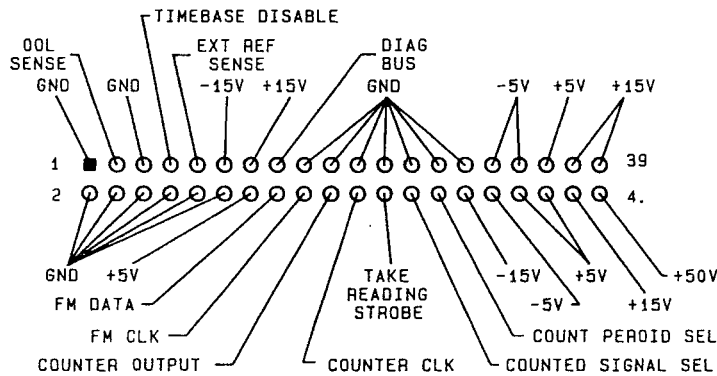 TIMEBASE DISABLE
OOL SENSE
EXT REF SENSE
DIAG BUS
GND
GND
-15V
+15V
GND
-5V
+5V
+15V
1
39
2
4.
GND
+5V
FM DATA
FM CLK
COUNTER OUTPUT
COUNTER CLK
TAKE READING STROBE
-15V
+5V
+50V
-5V
+15V
COUNT PEROID SEL
COUNTED SIGNAL SEL